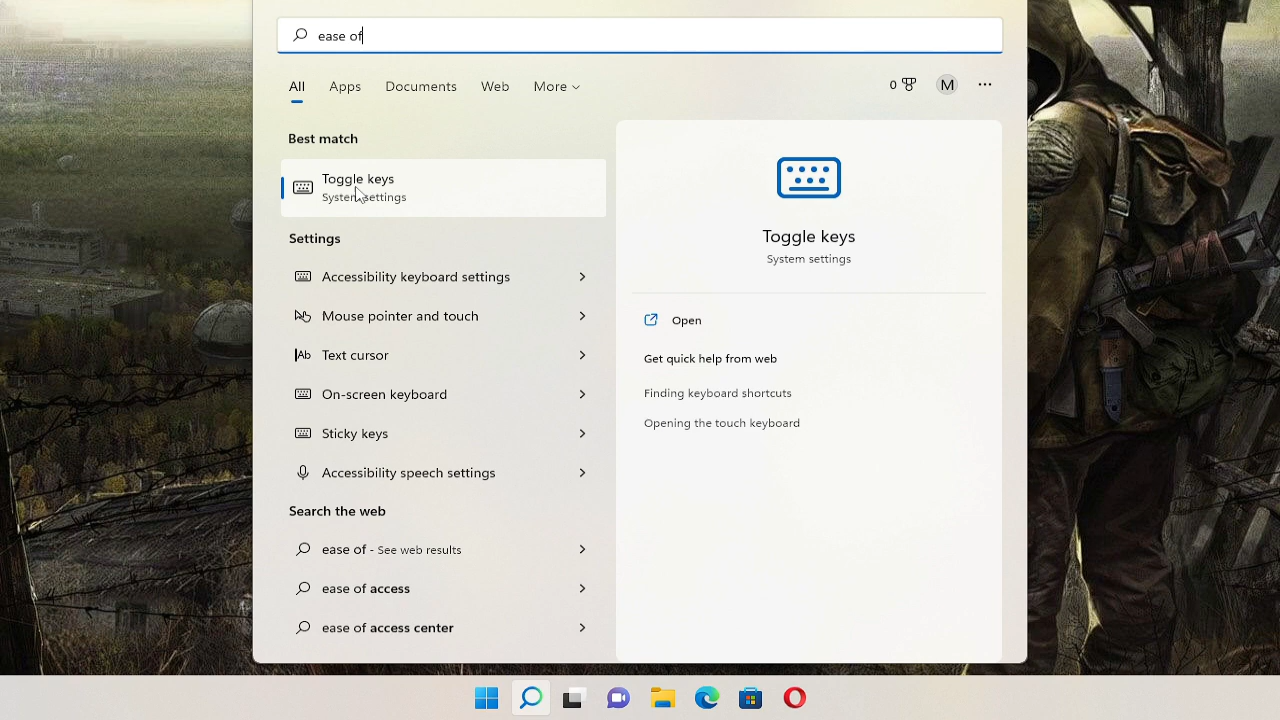 ease of
All Apps Documents Web More 0 M
Best match
Toggle keys
System settings
Settings
Accessibility keyboard settings
Mouse pointer and touch
Text cursor
On-screen keyboard
Sticky keys
Accessibility speech settings
Search the web
ease of - See web results
ease of access
ease of access center
Toggle keys
System settings
Open
Get quick help from web
Finding keyboard shortcuts
Opening the touch keyboard